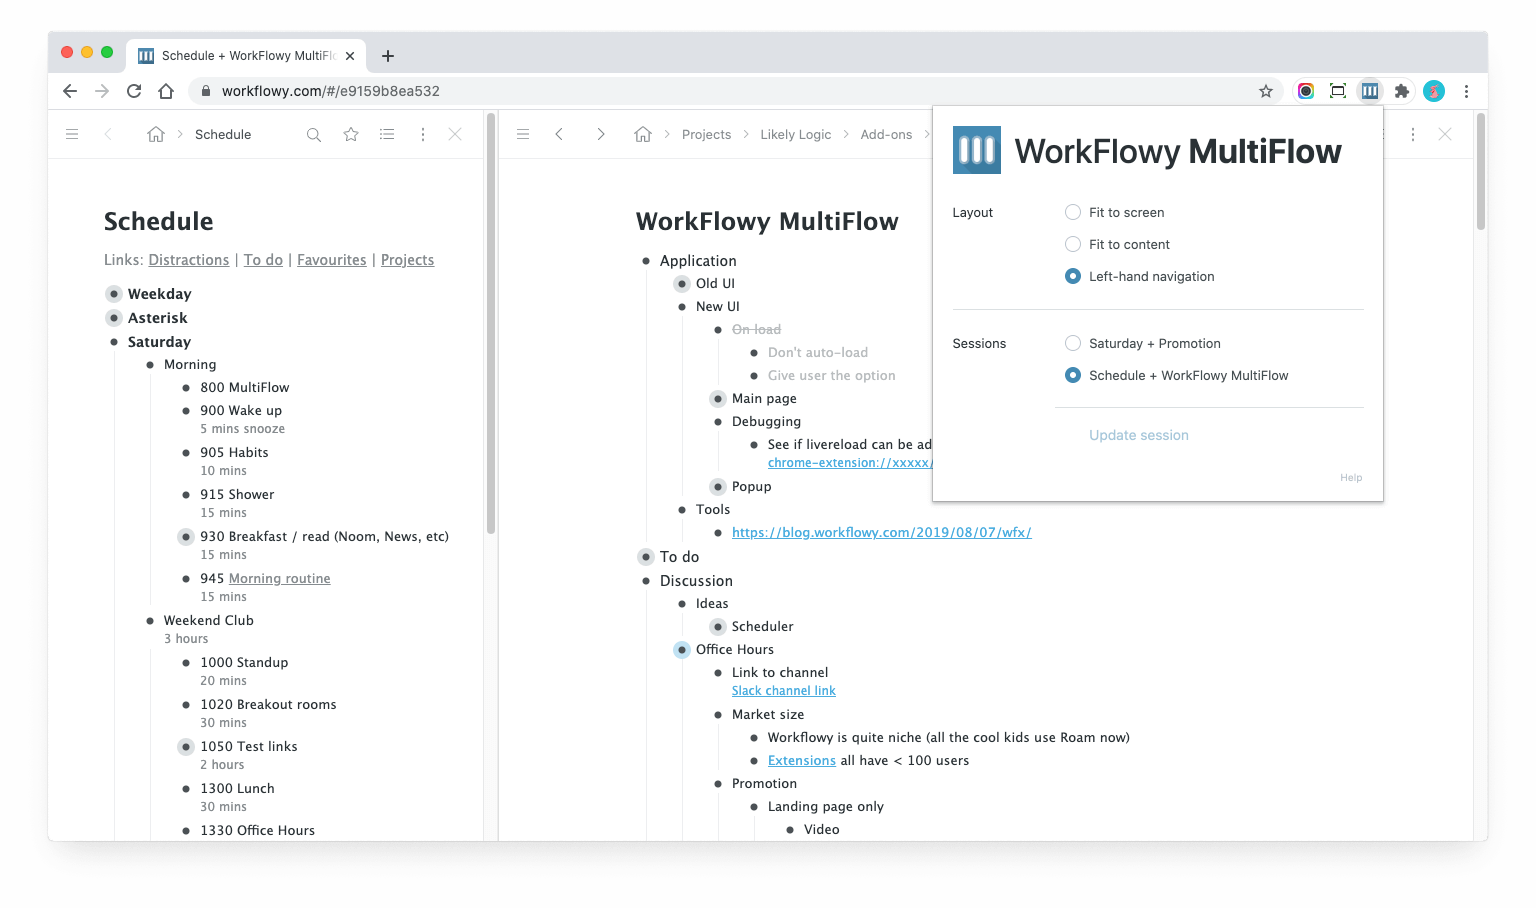 Schedule + WorkFlowy MultiFl
workflowy.com/#/e9159b8ea532
Schedule
Schedule
Links: Distractions | To do | Favourites | Projects
Weekday
Asterisk
Saturday
Morning
800 MultiFlow
900 Wake up
5 mins snooze
905 Habits
10 mins
915 Shower
15 mins
930 Breakfast / read (Noom, News, etc)
15 mins
945 Morning routine
15 mins
Weekend Club
3 hours
1000 Standup
20 mins
1020 Breakout rooms
30 mins
1050 Test links
2 hours
1300 Lunch
30 mins
1330 Office Hours
Projects > Likely Logic > Add-ons >
WorkFlowy MultiFlow
Application
Old UI
New UI
On load
Don't auto-load
Give user the option
Main page
Debugging
See if livereload can be ad
chrome-extension://xxxxx/
Popup
Tools
https://blog.workflowy.com/2019/08/07/wfx/
To do
Discussion
Ideas
Scheduler
Office Hours
Link to channel
Slack channel link
Market size
Workflowy is quite niche (all the cool kids use Roam now)
Extensions all have < 100 users
Promotion
Landing page only
Video
WorkFlowy MultiFlow
Layout
Fit to screen
Fit to content
Left-hand navigation
Sessions
Saturday + Promotion
Schedule + WorkFlowy MultiFlow
Update session
Help